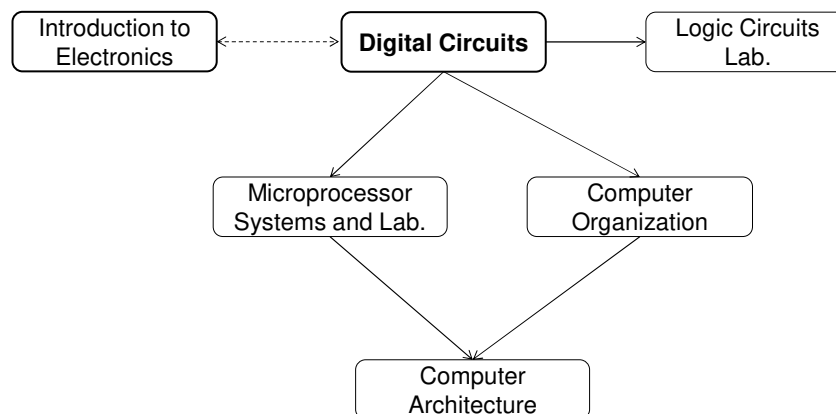 Introduction to
Electronics
Digital Circuits
Logic Circuits
Lab.
Microprocessor
Systems and Lab.
Computer
Organization
Computer
Architecture